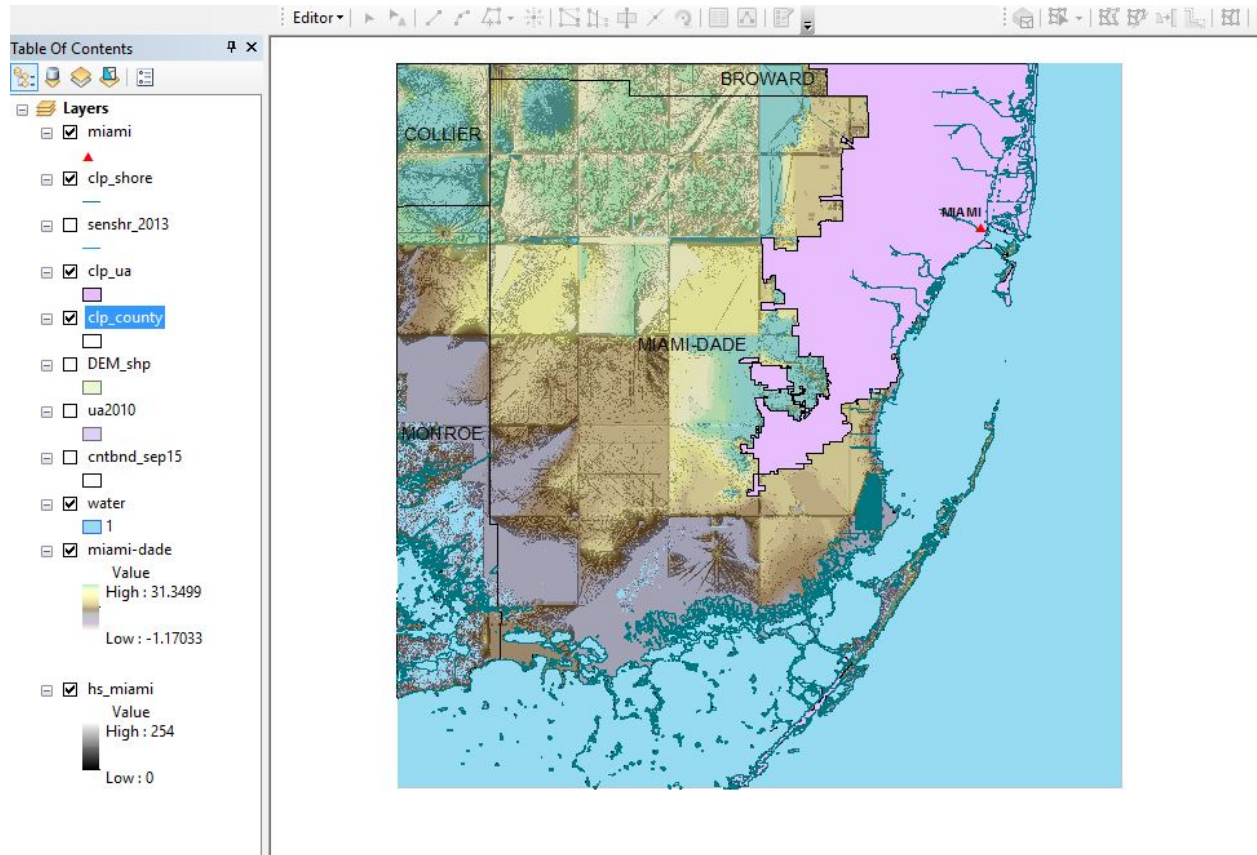 Editor
Table Of Contents
Layers
miami
clp_shore
senshr_2013
clp_ua
clp_county
DEM_shp
ua2010
cntbnd_sep15
water
1
miami-dade
Value
High : 31.3499
Low : -1.17033
hs_miami
Value
High : 254
Low : 0
BROWARD
COLLIER
MIAMI
MIAMI-DADE
MONROE